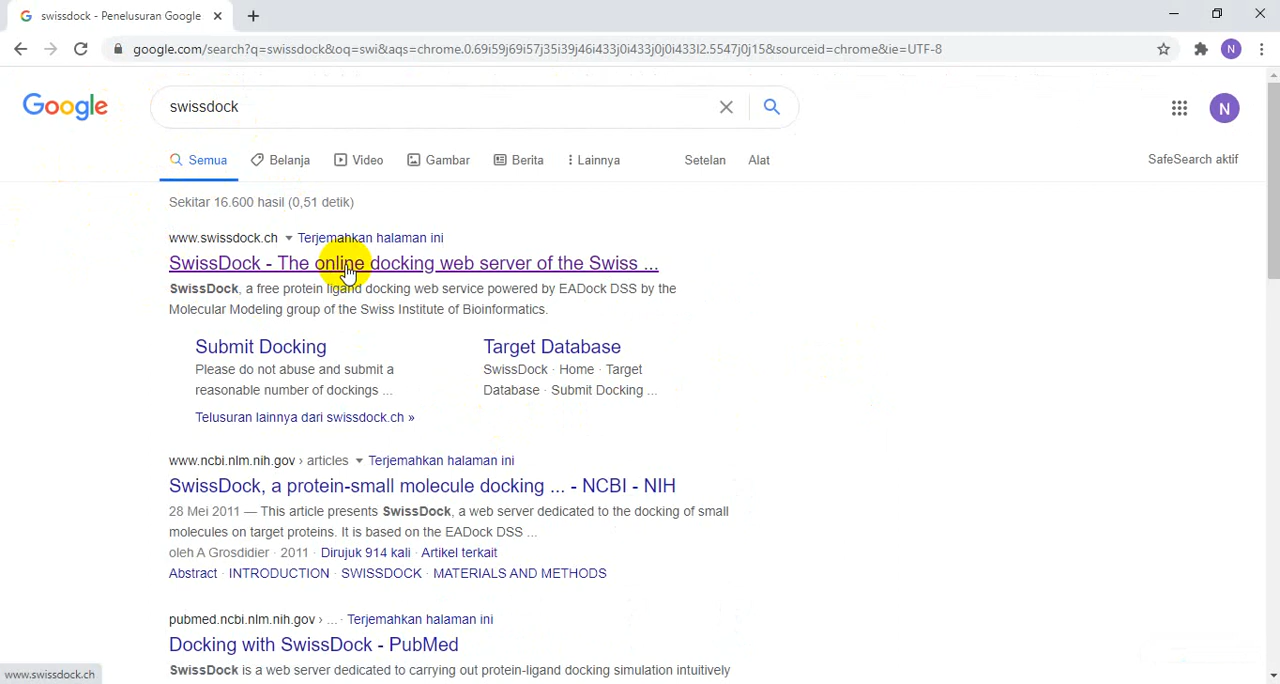 swissdock - Penelusuran Google
google.com/search?q=swissdock&oq=swi&aqs=chrome.0.69i59j69i57j35i39j46i433j0i433j0j0i433l2.5547j0j15&sourceid=chrome&ie=UTF-8
N
Google
swissdock
N
Semua Belanja Video Gambar Berita Lainnya Setelan Alat SafeSearch aktif
Sekitar 16.600 hasil (0,51 detik)
www.swissdock.ch Terjemahkan halaman ini
SwissDock - The online docking web server of the Swiss ...
SwissDock, a free protein ligand docking web service powered by EADock DSS by the
Molecular Modeling group of the Swiss Institute of Bioinformatics.
Submit Docking
Please do not abuse and submit a
reasonable number of dockings ...
Target Database
SwissDock · Home · Target
Database · Submit Docking ...
Telusuran lainnya dari swissdock.ch »
www.ncbi.nlm.nih.gov › articles Terjemahkan halaman ini
SwissDock, a protein-small molecule docking ... - NCBI - NIH
28 Mei 2011 — This article presents SwissDock, a web server dedicated to the docking of small
molecules on target proteins. It is based on the EADock DSS ...
oleh A Grosdidier · 2011 · Dirujuk 914 kali · Artikel terkait
Abstract · INTRODUCTION · SWISSDOCK · MATERIALS AND METHODS
pubmed.ncbi.nlm.nih.gov › ... · Terjemahkan halaman ini
Docking with SwissDock - PubMed
SwissDock is a web server dedicated to carrying out protein-ligand docking simulation intuitively
www.swissdock.ch